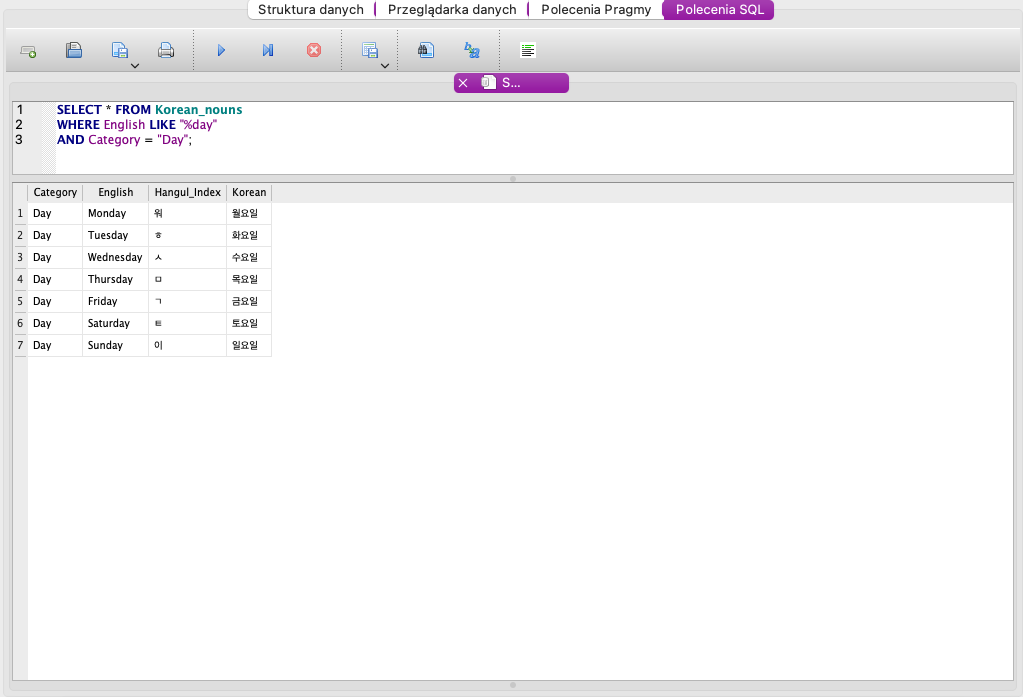 Struktura danych Przeglądarka danych Polecenia Pragmy Polecenia SQL
S...
1 SELECT * FROM Korean_nouns
2 WHERE English LIKE "%day"
3 AND Category = "Day";
Category English Hangul_Index Korean
1 Day Monday 워 월요일
2 Day Tuesday ㅎ 화요일
3 Day Wednesday ㅅ 수요일
4 Day Thursday ㅁ 목요일
5 Day Friday ㄱ 금요일
6 Day Saturday ㅌ 토요일
7 Day Sunday 이 일요일